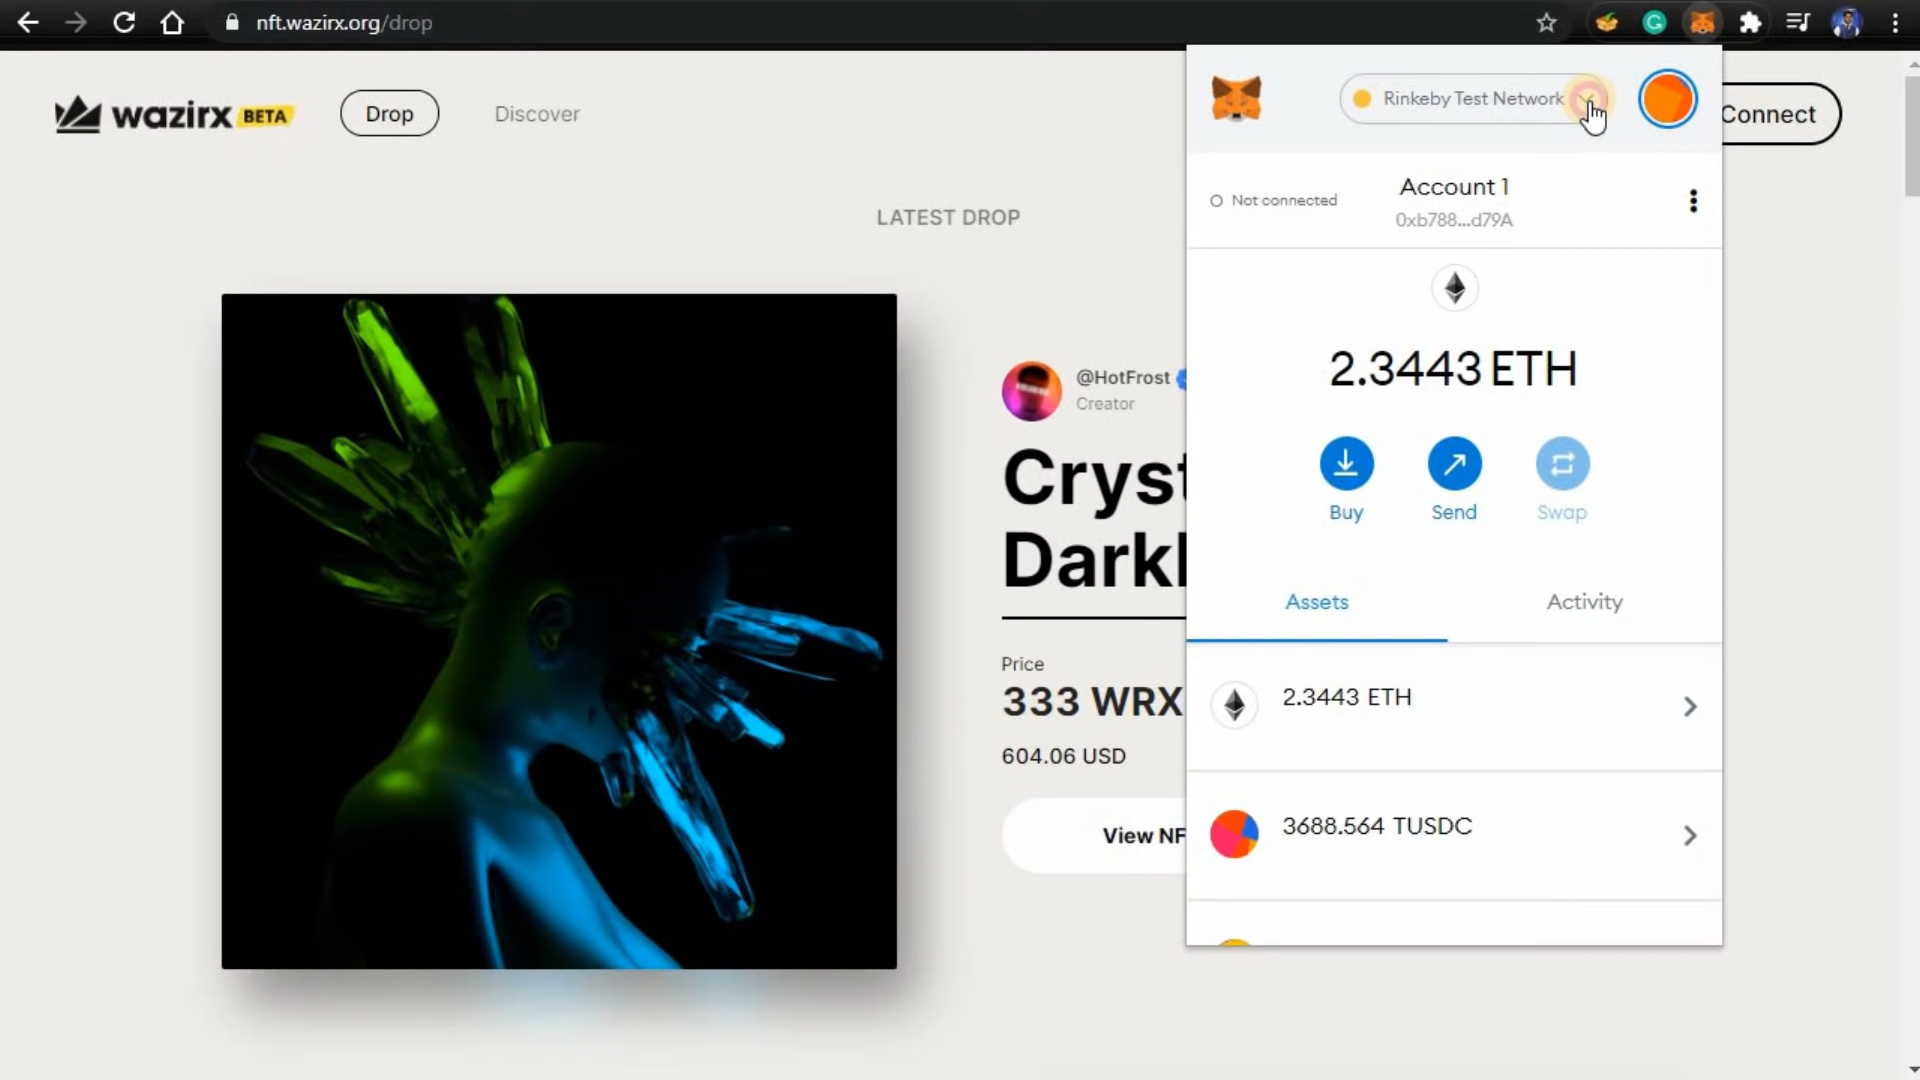 nft.wazirx.org/drop
wazirx BETA
Drop
Discover
Connect
LATEST DROP
@HotFrost
Creator
Cryst
Dark
Price
333 WRX
604.06 USD
View NF
Rinkeby Test Network
Not connected
Account 1
0xb788...d79A
2.3443 ETH
Buy
Send
Swap
Assets
Activity
2.3443 ETH
3688.564 TUSDC